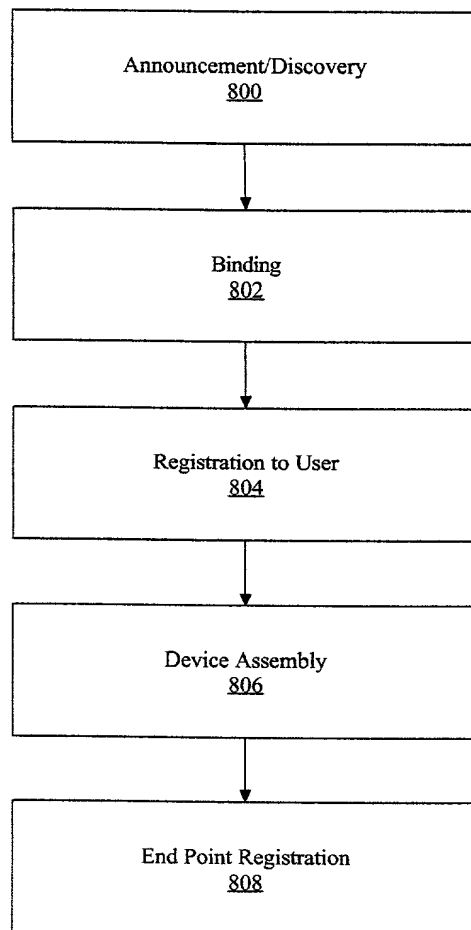 Announcement/Discovery
800
Binding
802
Registration to User
804
Device Assembly
806
End Point Registration
808